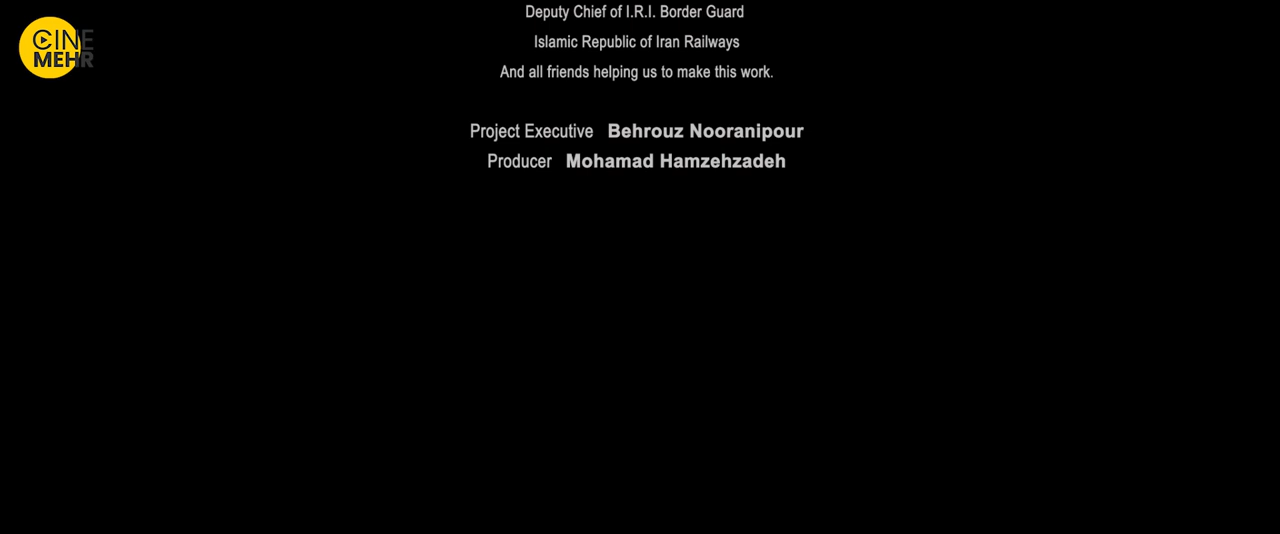 CINE
MEHR
Deputy Chief of I.R.I. Border Guard
Islamic Republic of Iran Railways
And all friends helping us to make this work.
Project Executive Behrouz Nooranipour
Producer Mohamad Hamzehzadeh